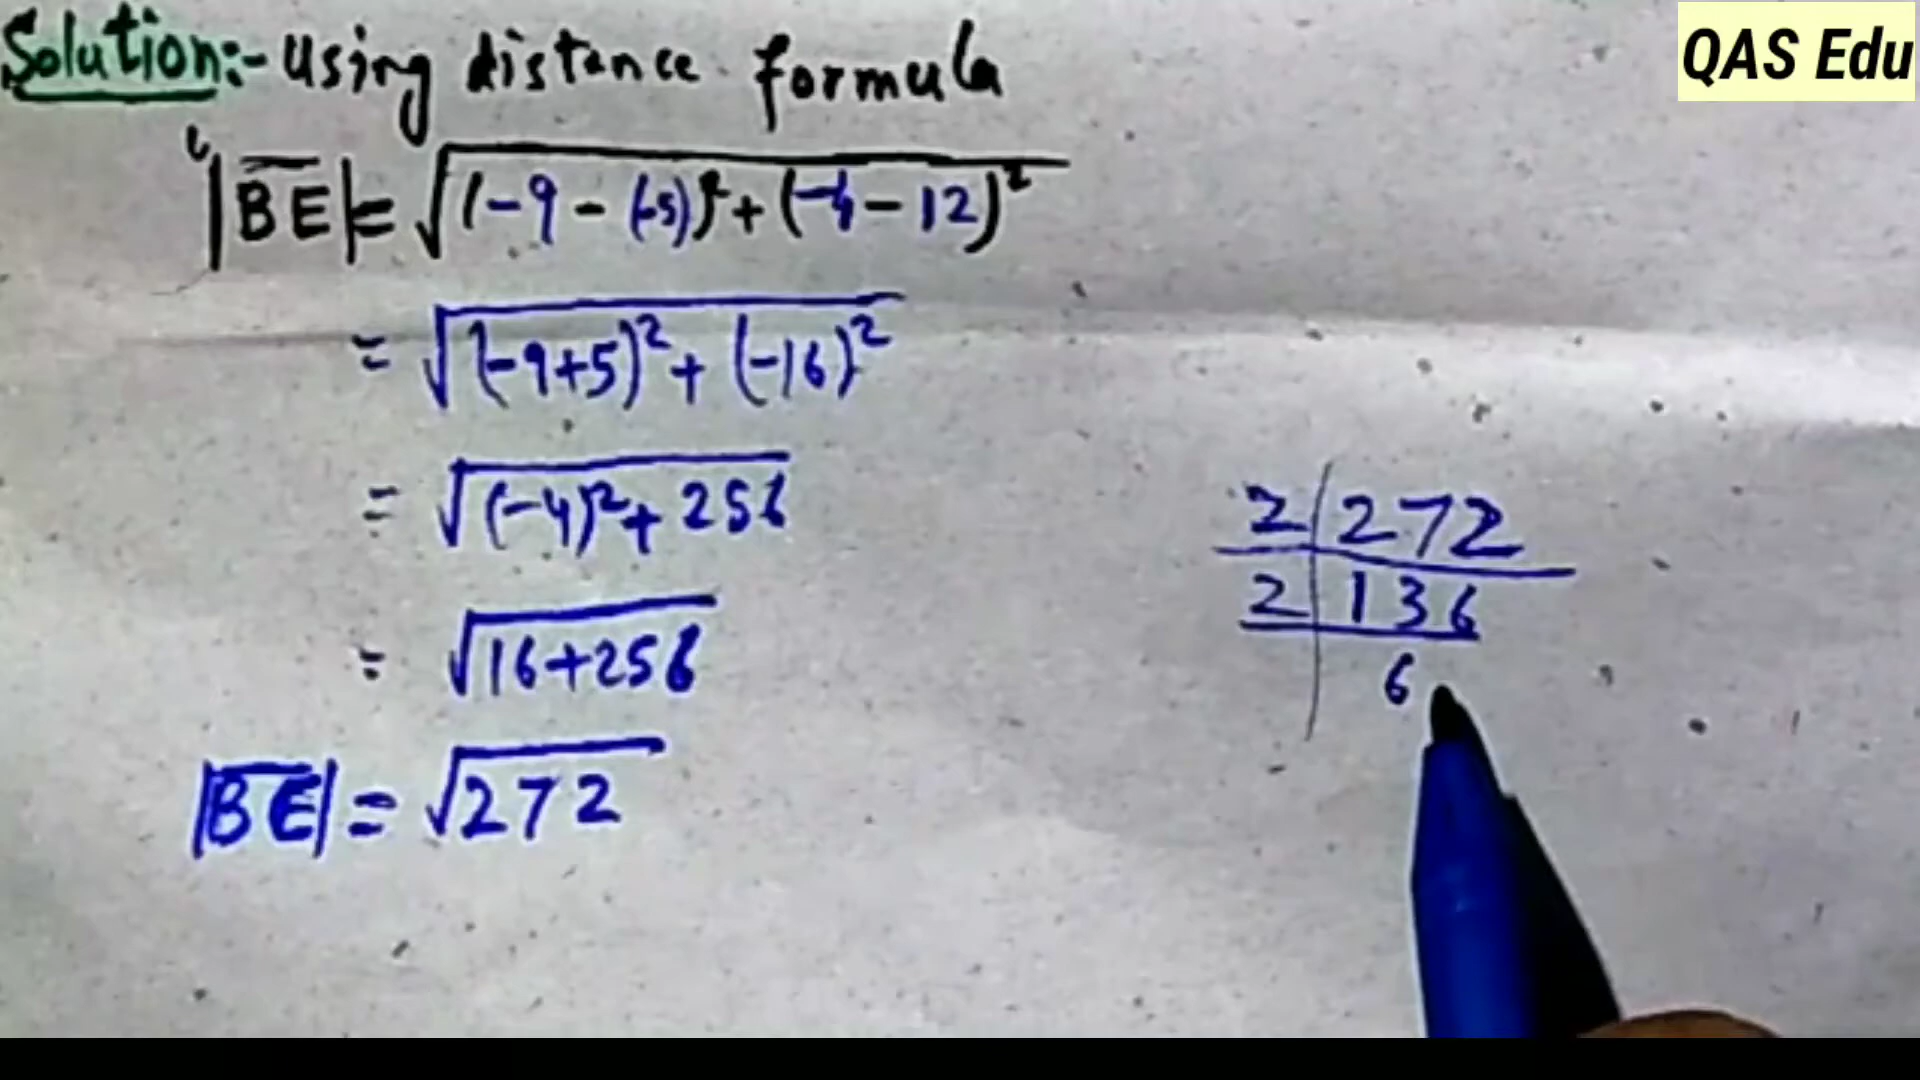 Solution:- Using distance formula
QAS Edu
|BE|= √(-9-(-5))²+(-4-12)²
= √(-9+5)²+(-16)²
= √(-4)²+256
= √16+256
|BE|= √272
2|272
2|136
6